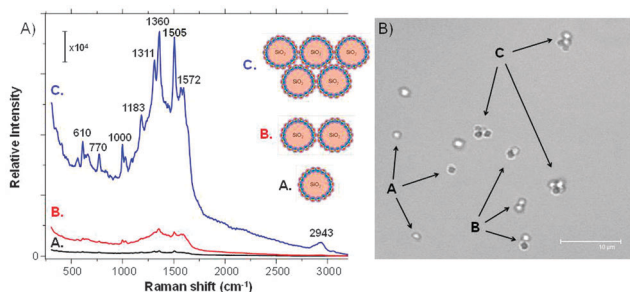 A)
x10⁴
1360
1505
1311
1572
1183
610
770
1000
2943
C.
B.
A.
C.
SiO₂ SiO₂ SiO₂
SiO₂ SiO₂
B.
SiO₂ SiO₂
A.
SiO₂
Relative Intensity
500 1000 1500 2000 2500 3000
Raman shift (cm⁻¹)
B)
C
A
B
10 µm